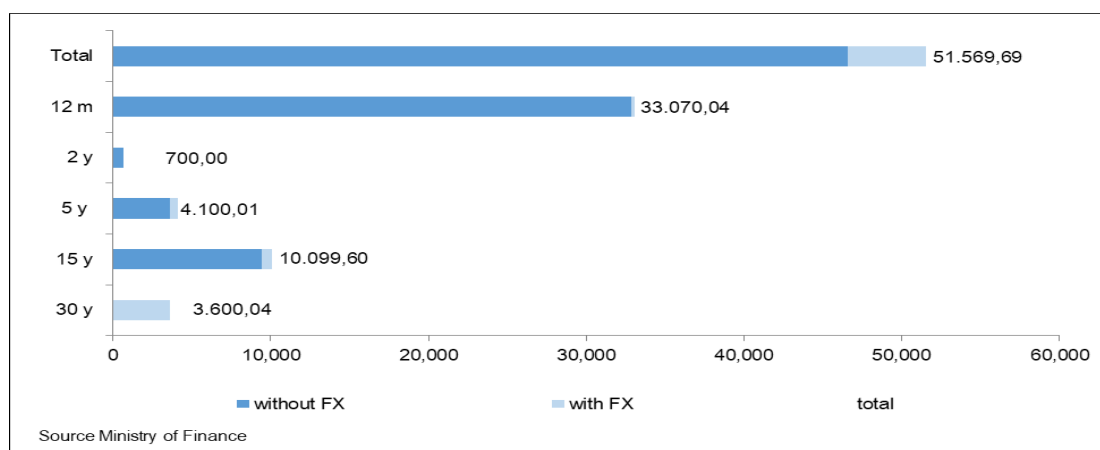 Total 51.569,69
12 m 33.070,04
2 y 700,00
5 y 4.100,01
15 y 10.099,60
30 y 3.600,04
0 10,000 20,000 30,000 40,000 50,000 60,000
without FX with FX total
Source Ministry of Finance